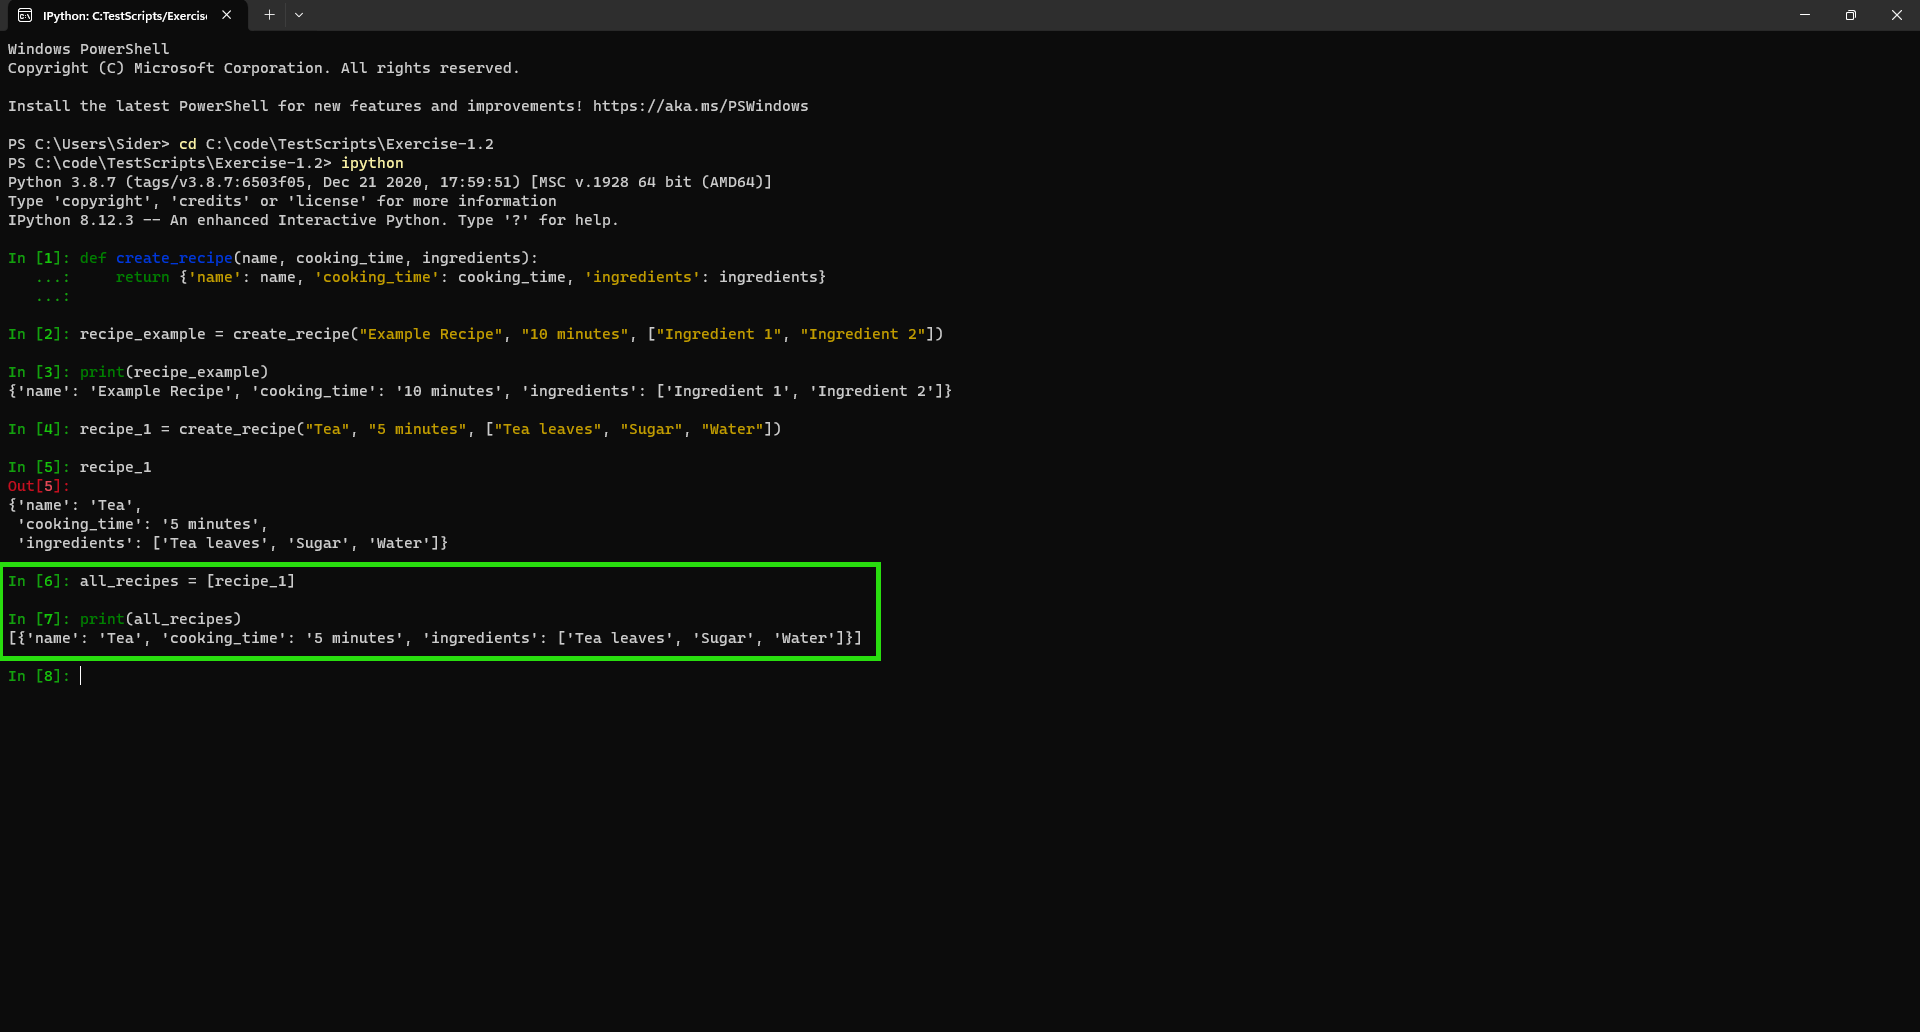 IPython: C:TestScripts/Exercis
Windows PowerShell
Copyright (C) Microsoft Corporation. All rights reserved.
Install the latest PowerShell for new features and improvements! https://aka.ms/PSWindows
PS C:\Users\Sider> cd C:\code\TestScripts\Exercise-1.2
PS C:\code\TestScripts\Exercise-1.2> ipython
Python 3.8.7 (tags/v3.8.7:6503f05, Dec 21 2020, 17:59:51) [MSC v.1928 64 bit (AMD64)]
Type 'copyright', 'credits' or 'license' for more information
IPython 8.12.3 -- An enhanced Interactive Python. Type '?' for help.
In [1]: def create_recipe(name, cooking_time, ingredients):
   ...:     return {'name': name, 'cooking_time': cooking_time, 'ingredients': ingredients}
   ...:
In [2]: recipe_example = create_recipe("Example Recipe", "10 minutes", ["Ingredient 1", "Ingredient 2"])
In [3]: print(recipe_example)
{'name': 'Example Recipe', 'cooking_time': '10 minutes', 'ingredients': ['Ingredient 1', 'Ingredient 2']}
In [4]: recipe_1 = create_recipe("Tea", "5 minutes", ["Tea leaves", "Sugar", "Water"])
In [5]: recipe_1
Out[5]:
{'name': 'Tea',
 'cooking_time': '5 minutes',
 'ingredients': ['Tea leaves', 'Sugar', 'Water']}
In [6]: all_recipes = [recipe_1]
In [7]: print(all_recipes)
[{'name': 'Tea', 'cooking_time': '5 minutes', 'ingredients': ['Tea leaves', 'Sugar', 'Water']}]
In [8]: